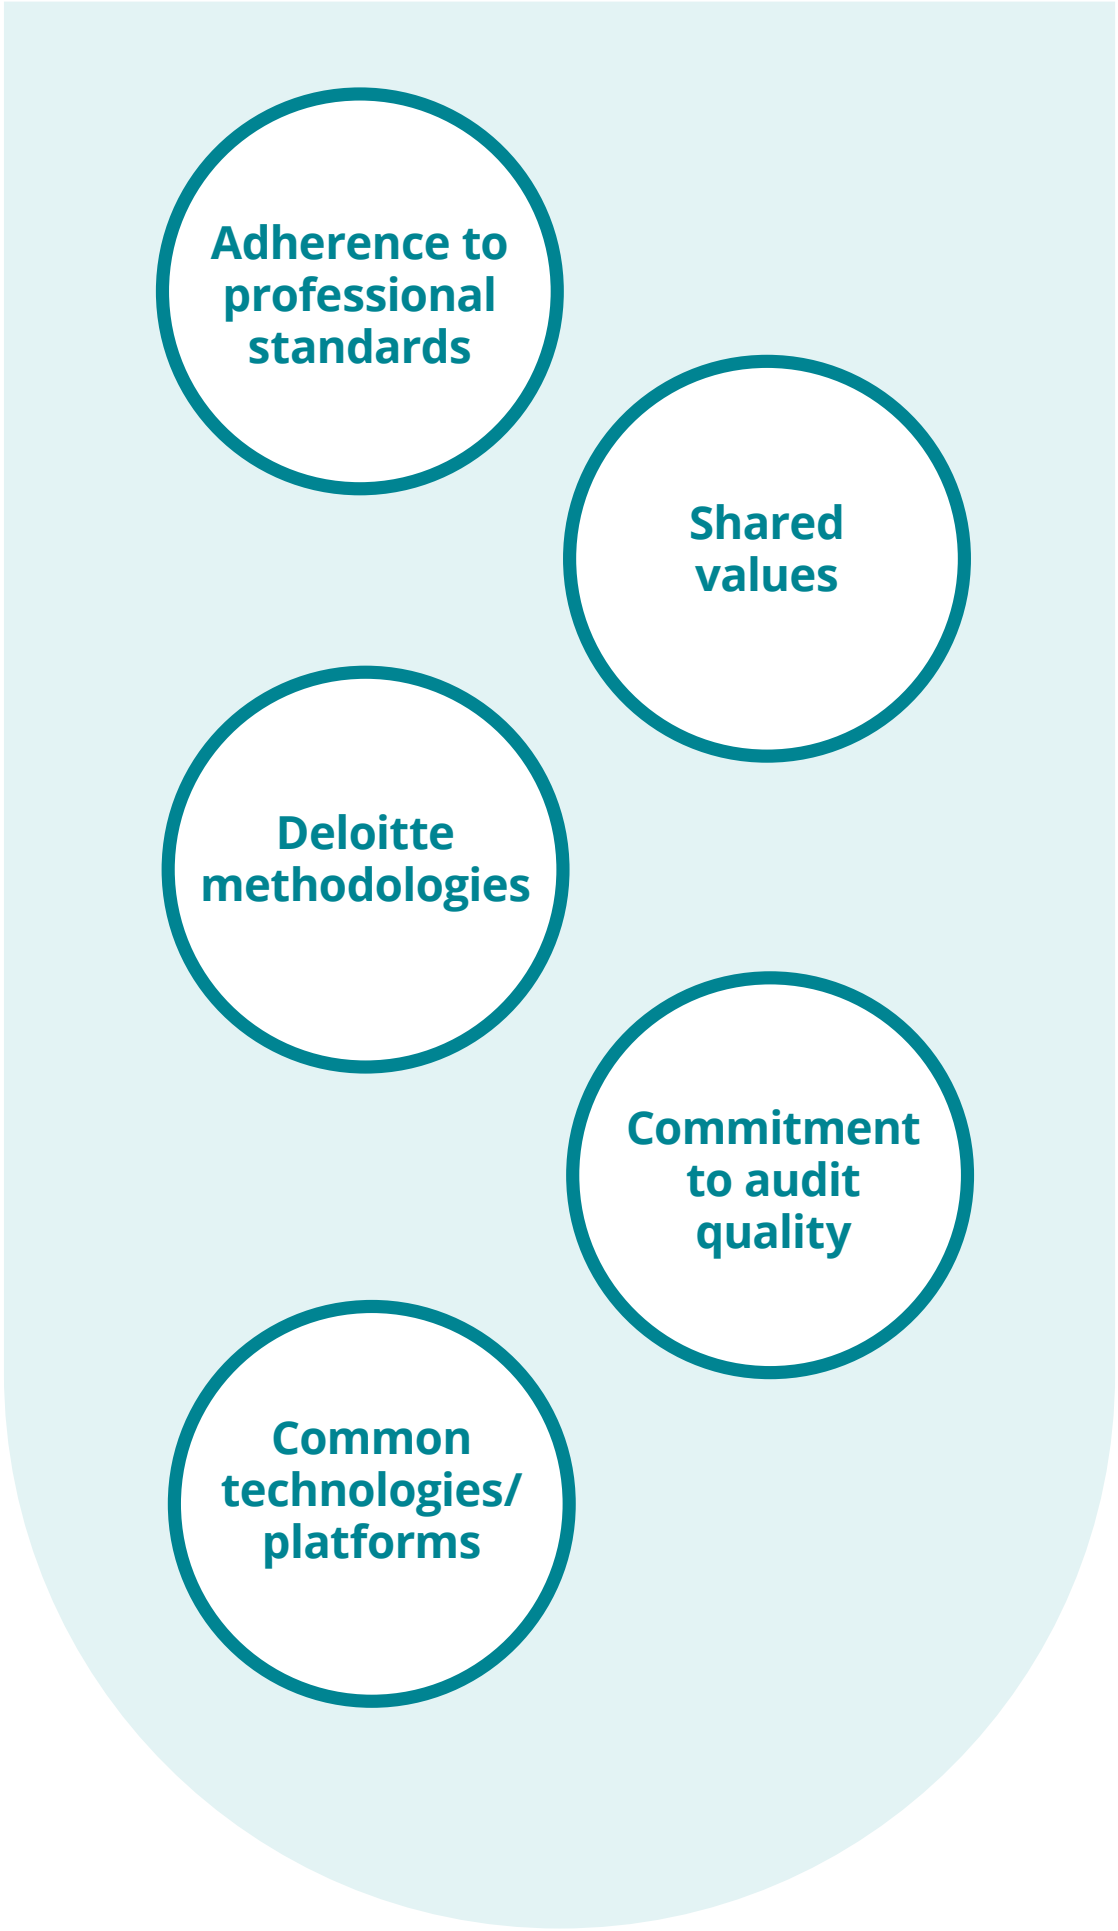 Adherence to
professional
standards
Shared
values
Deloitte
methodologies
Commitment
to audit
quality
Common
technologies/
platforms